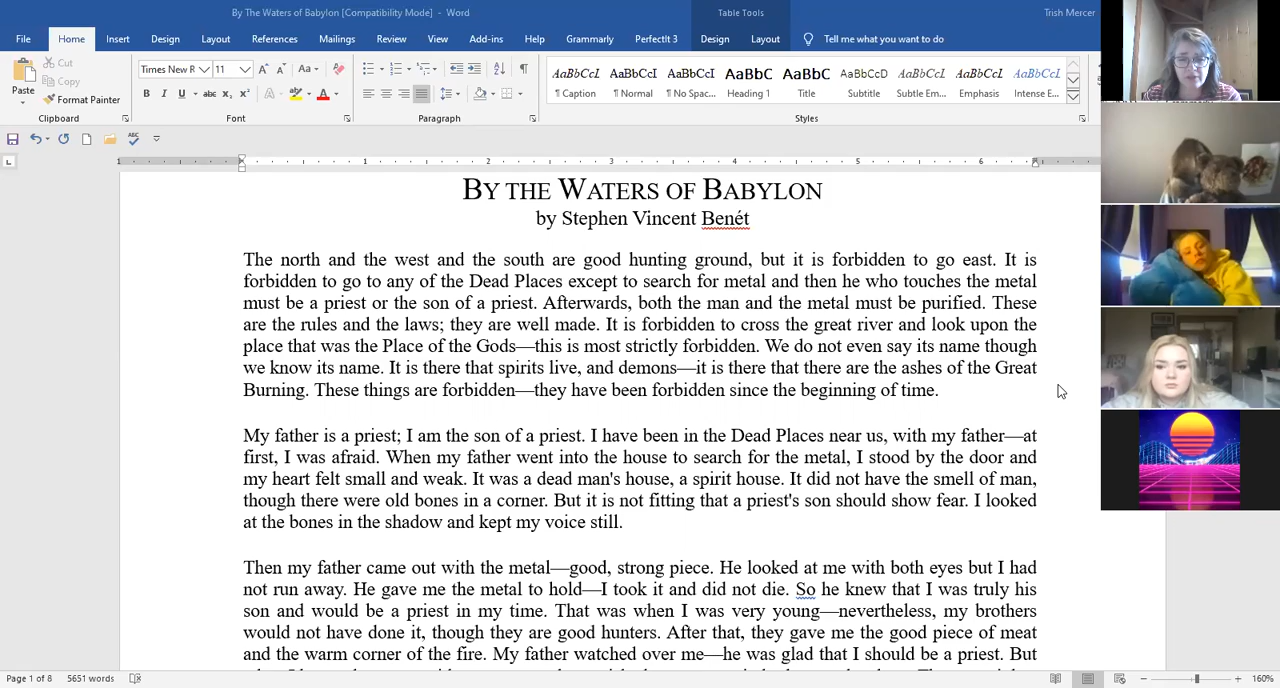 By The Waters of Babylon [Compatibility Mode] - Word
Table Tools
Trish Mercer
File Home Insert Design Layout References Mailings Review View Add-ins Help Grammarly PerfectIt 3 Design Layout Tell me what you want to do
Paste
Cut
Copy
Format Painter
Clipboard
Times New R 11
B I U abc
Font
Paragraph
AaBbCcI AaBbCcI AaBbCcI AaBbC AaBbC AaBbCcD AaBbCcI AaBbCcI AaBbCcI
¶ Caption ¶ Normal ¶ No Spac... Heading 1 Title Subtitle Subtle Em... Emphasis Intense E...
Styles
1 1 2 3 4 5 6
BY THE WATERS OF BABYLON
by Stephen Vincent Benét
The north and the west and the south are good hunting ground, but it is forbidden to go east. It is
forbidden to go to any of the Dead Places except to search for metal and then he who touches the metal
must be a priest or the son of a priest. Afterwards, both the man and the metal must be purified. These
are the rules and the laws; they are well made. It is forbidden to cross the great river and look upon the
place that was the Place of the Gods—this is most strictly forbidden. We do not even say its name though
we know its name. It is there that spirits live, and demons—it is there that there are the ashes of the Great
Burning. These things are forbidden—they have been forbidden since the beginning of time.
My father is a priest; I am the son of a priest. I have been in the Dead Places near us, with my father—at
first, I was afraid. When my father went into the house to search for the metal, I stood by the door and
my heart felt small and weak. It was a dead man's house, a spirit house. It did not have the smell of man,
though there were old bones in a corner. But it is not fitting that a priest's son should show fear. I looked
at the bones in the shadow and kept my voice still.
Then my father came out with the metal—good, strong piece. He looked at me with both eyes but I had
not run away. He gave me the metal to hold—I took it and did not die. So he knew that I was truly his
son and would be a priest in my time. That was when I was very young—nevertheless, my brothers
would not have done it, though they are good hunters. After that, they gave me the good piece of meat
and the warm corner of the fire. My father watched over me—he was glad that I should be a priest. But
Page 1 of 8 5651 words
160%